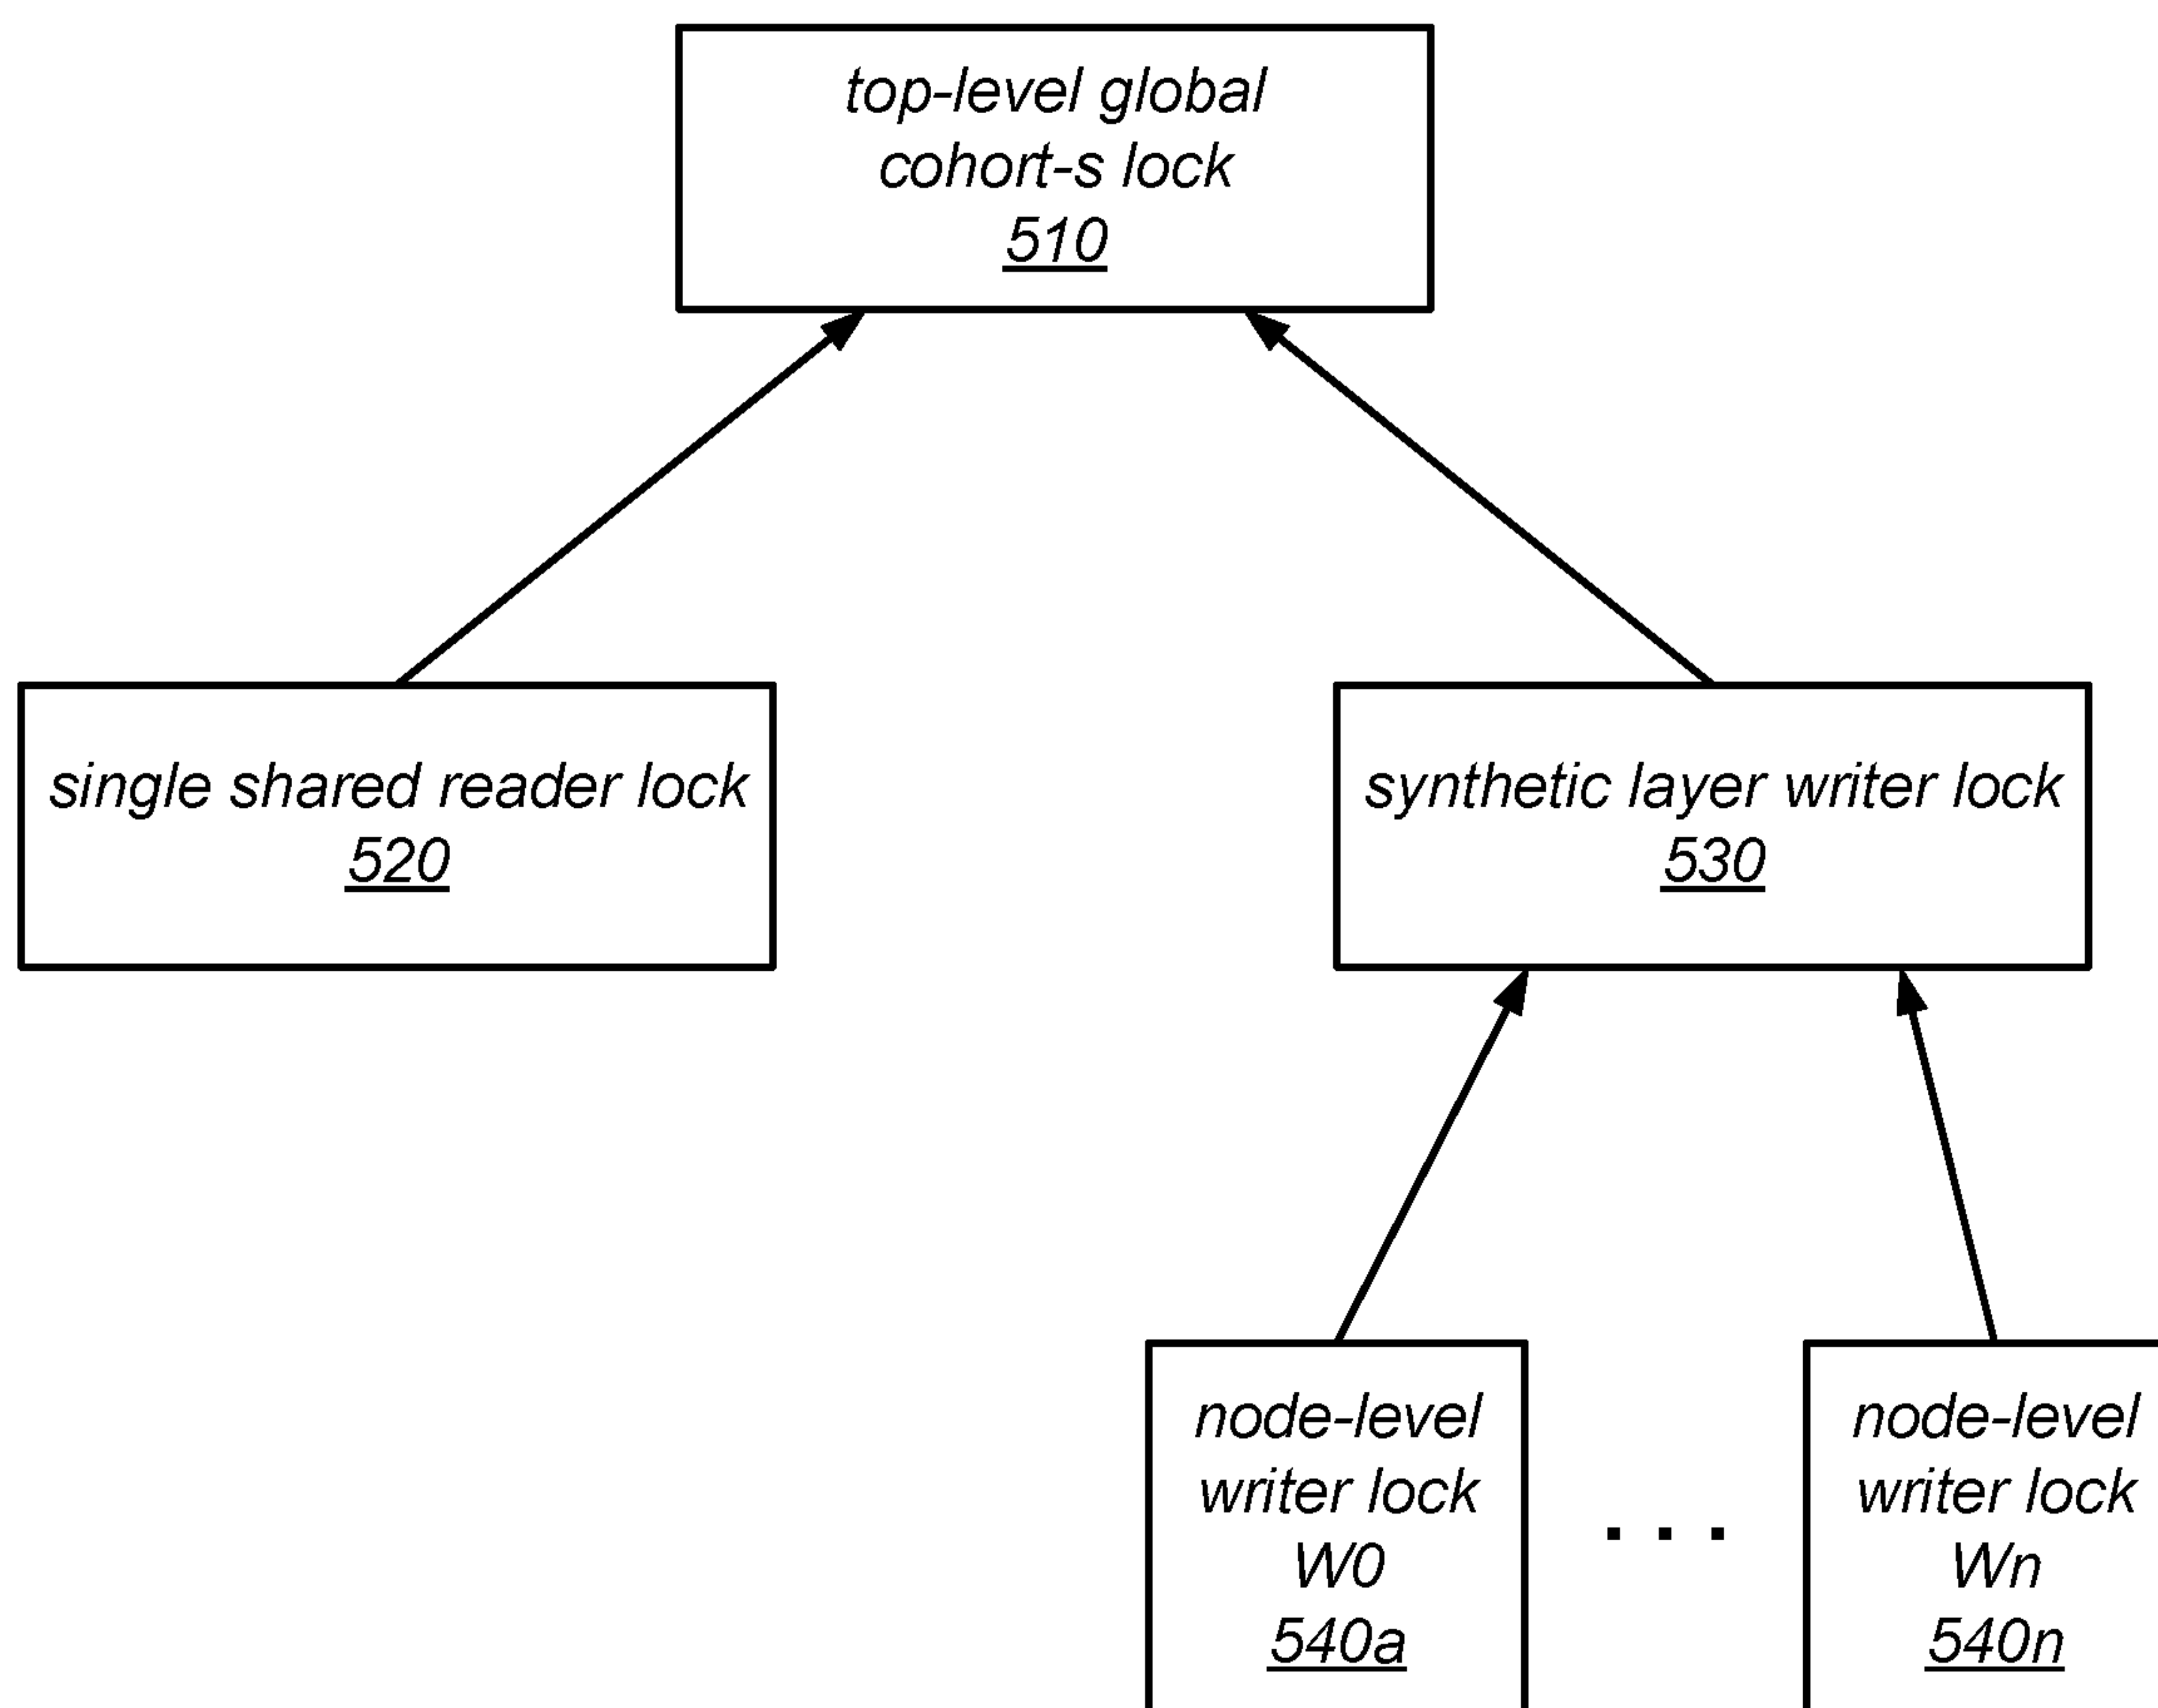 top-level global
cohort-s lock
510
single shared reader lock
520
synthetic layer writer lock
530
node-level
writer lock
W0
540a
. . .
node-level
writer lock
Wn
540n